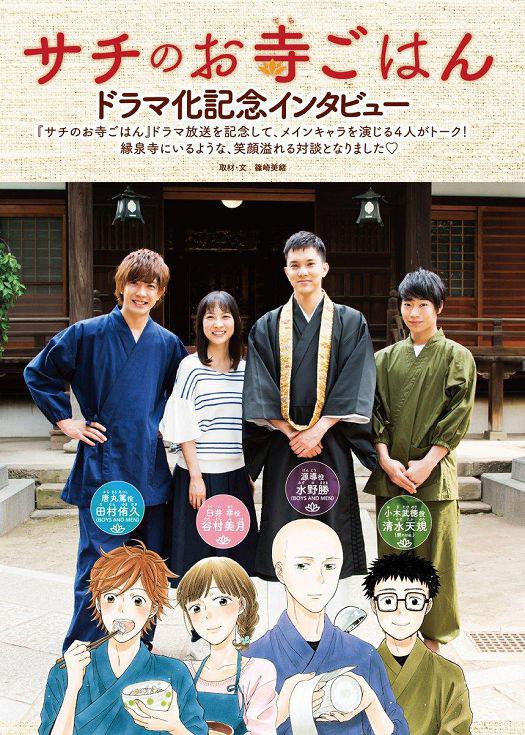 サチのお寺ごはん
てら
ドラマ化記念インタビュー
『サチのお寺ごはん』ドラマ放送を記念して、メインキャラを演じる4人がトーク!
縁泉寺にいるような、笑顔溢れる対談となりました♡
取材・文 篠崎美緒
唐丸篤役
田村侑久
(BOYS AND MEN)
臼井 幸役
谷村美月
源導役
水野勝
(BOYS AND MEN)
小木武徳役
清水天規